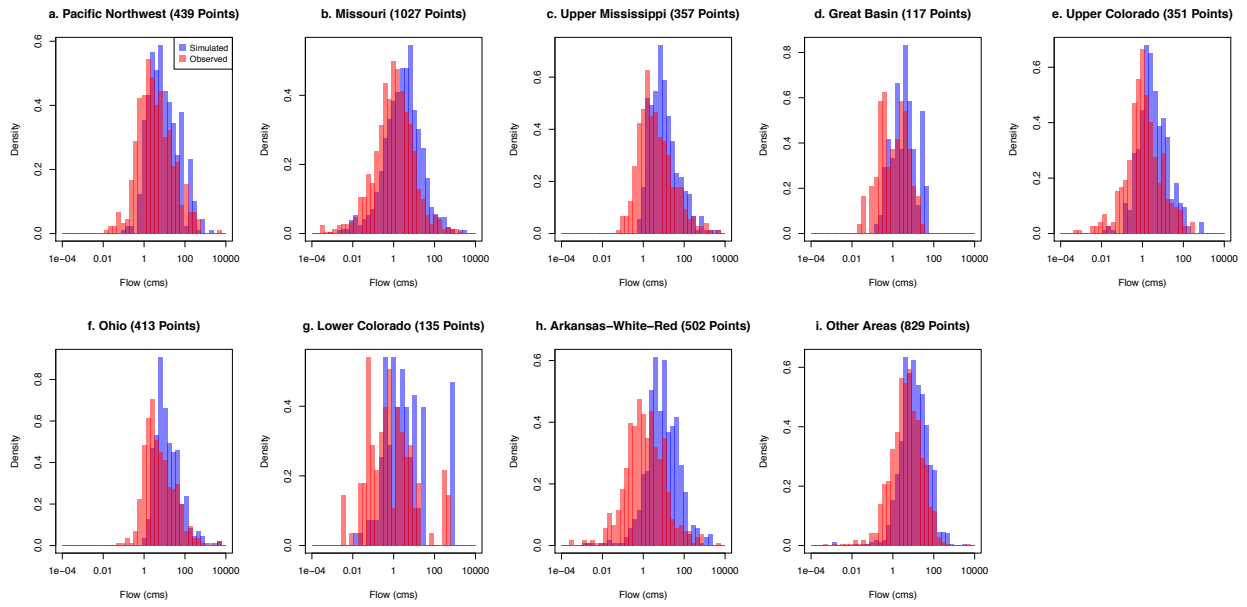 a. Pacific Northwest (439 Points)
Simulated
Observed
Density
0.0
0.2
0.4
0.6
1e−04
0.01
1
100
10000
Flow (cms)
b. Missouri (1027 Points)
Density
0.0
0.2
0.4
1e−04
0.01
1
100
10000
Flow (cms)
c. Upper Mississippi (357 Points)
Density
0.0
0.2
0.4
0.6
1e−04
0.01
1
100
10000
Flow (cms)
d. Great Basin (117 Points)
Density
0.0
0.2
0.4
0.6
0.8
1e−04
0.01
1
100
10000
Flow (cms)
e. Upper Colorado (351 Points)
Density
0.0
0.2
0.4
0.6
1e−04
0.01
1
100
10000
Flow (cms)
f. Ohio (413 Points)
Density
0.0
0.2
0.4
0.6
0.8
1e−04
0.01
1
100
10000
Flow (cms)
g. Lower Colorado (135 Points)
Density
0.0
0.2
0.4
1e−04
0.01
1
100
10000
Flow (cms)
h. Arkansas−White−Red (502 Points)
Density
0.0
0.2
0.4
0.6
1e−04
0.01
1
100
10000
Flow (cms)
i. Other Areas (829 Points)
Density
0.0
0.2
0.4
0.6
1e−04
0.01
1
100
10000
Flow (cms)